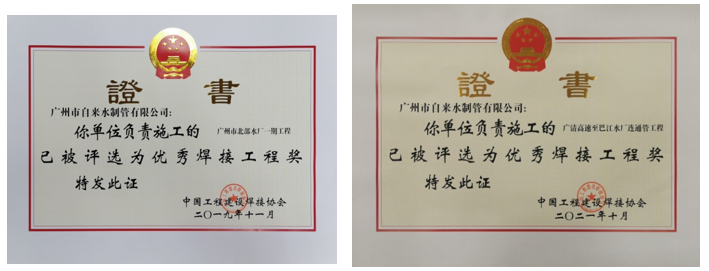 證書
广州市自来水制管有限公司:
你单位负责施工的 广州市北部水厂一期工程
已被评选为优秀焊接工程奖
特发此证
中国工程建设焊接协会
二〇一九年十一月
證書
广州市自来水制管有限公司:
你单位负责施工的 广清高速至巴江水厂连通管工程
已被评选为优秀焊接工程奖
特发此证
中国工程建设焊接协会
二〇二一年十月